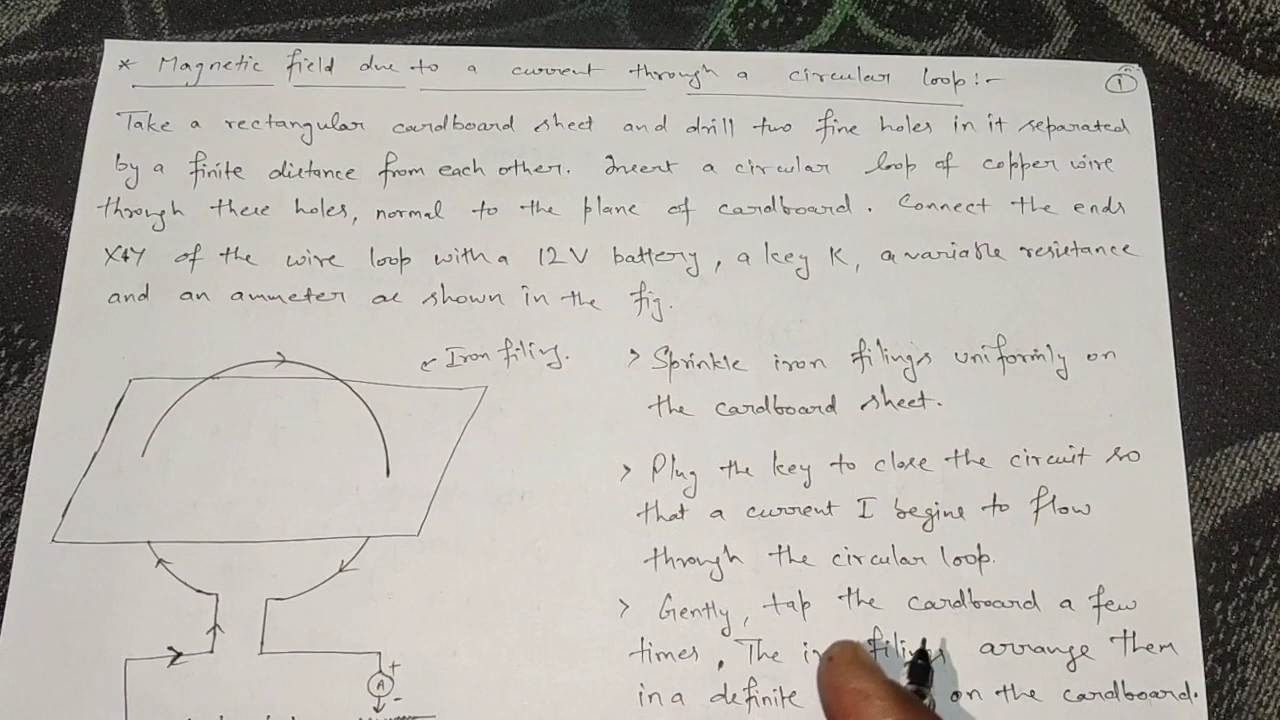 * Magnetic field due to a current through a circular loop:-
1
Take a rectangular cardboard sheet and drill two fine holes in it separated
by a finite distance from each other. Insert a circular loop of copper wire
through these holes, normal to the plane of cardboard. Connect the ends
X&Y of the wire loop with a 12V battery, a key K, a variable resistance
and an ammeter as shown in the fig.
Iron filing.
> Sprinkle iron filings uniformly on
the cardboard sheet.
> Plug the key to close the circuit so
that a current I begins to flow
through the circular loop.
> Gently, tap the cardboard a few
times. The filings arrange them
in a definite on the cardboard.
+
A
-